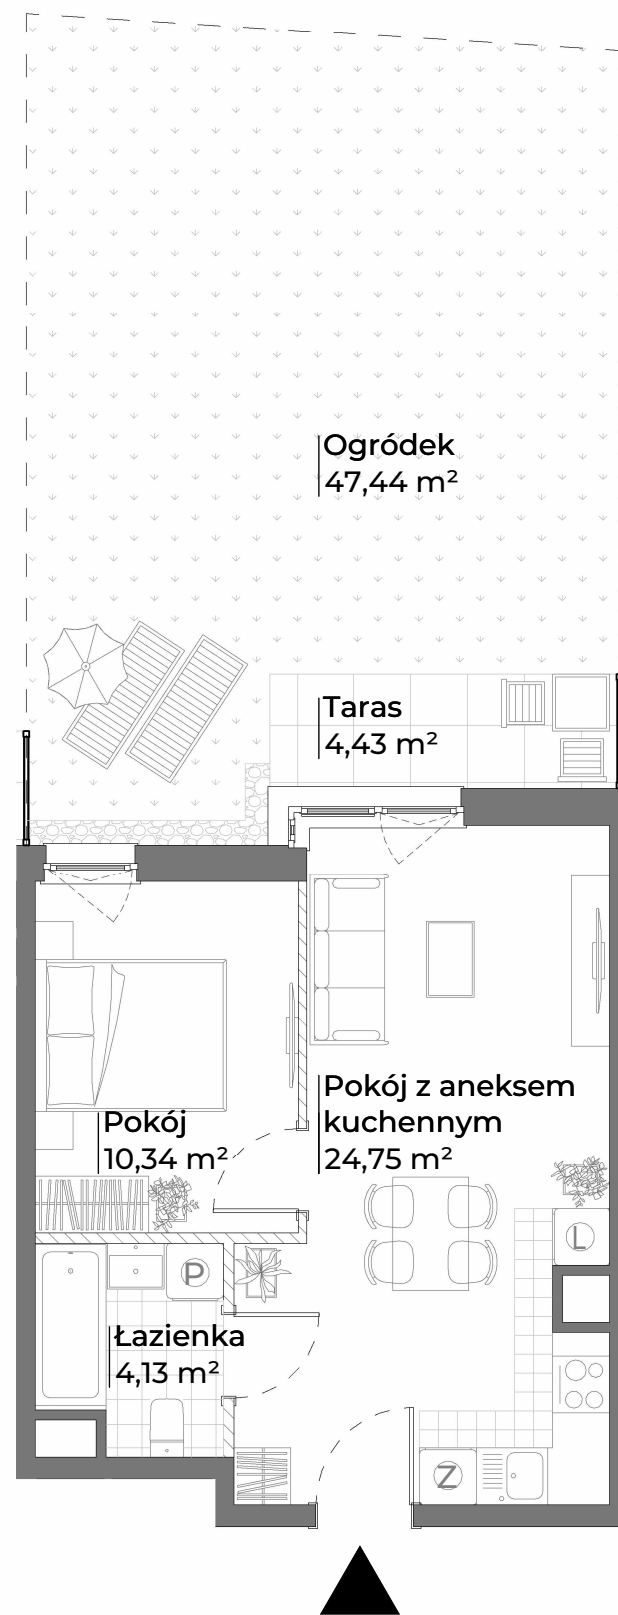 Ogródek
47,44 m²
Taras
4,43 m²
Pokój z aneksem
kuchennym
24,75 m²
Pokój
10,34 m²
L
P
Łazienka
4,13 m²
Z